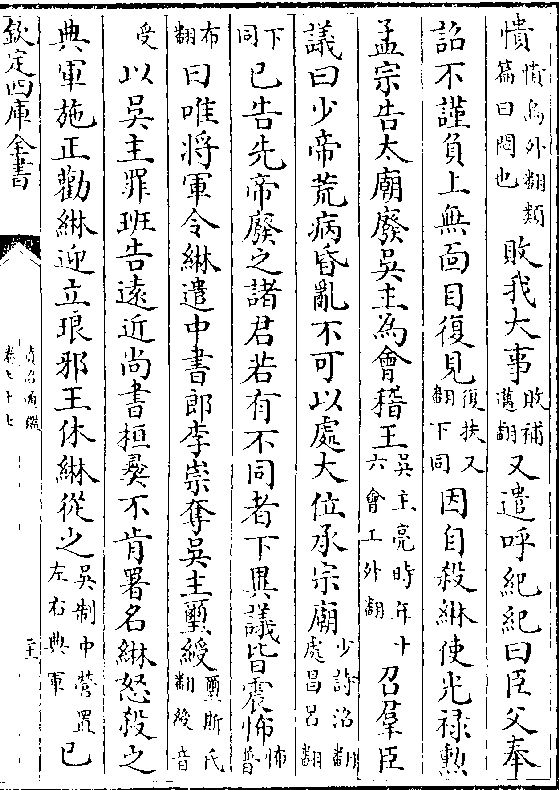 憒憒烏外翻類篇曰悶也敗我大事敗補邁翻又遣呼紀紀曰臣父奉
詔不謹負上無面目復見復扶又翻下同因自殺綝使光禄勲
孟宗告太廟廢吳主為㑹稽王吳主亮時年十六㑹工外翻召羣臣
議曰少帝荒病昏亂不可以處大位承宗廟少詩沼翻處昌呂翻
已告先帝廢之諸君若有不同者下異議皆震怖怖普
布翻曰唯將軍令綝遣中書郎李崇奪吳主璽綬璽斯氏翻綬音
受以吳主罪班告逺近尚書桓彛不肯署名綝怒殺之
典軍施正勸綝迎立琅邪王休綝從之吳制中營置左右典軍已
欽定四庫全書
資治通鑑
卷七十七